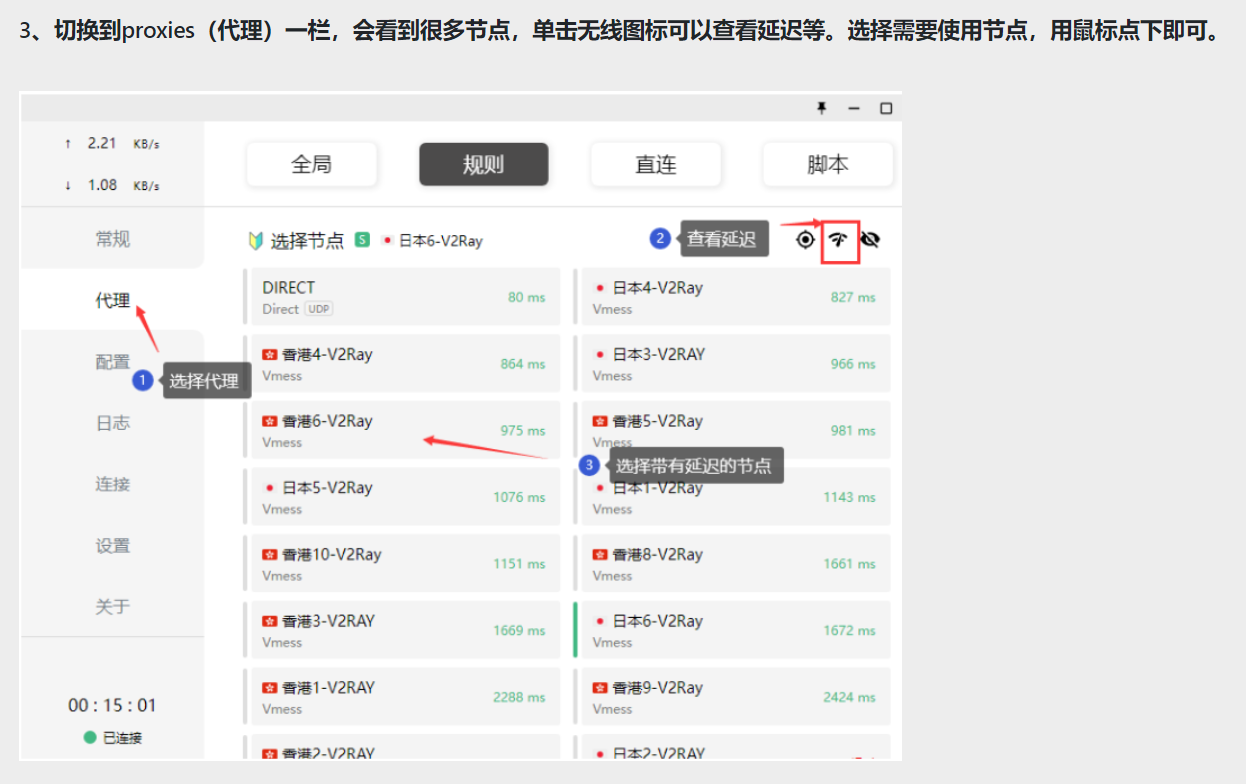 3、切换到proxies（代理）一栏，会看到很多节点，单击无线图标可以查看延迟等。选择需要使用节点，用鼠标点下即可。
↑ 2.21 KB/s
↓ 1.08 KB/s
全局 规则 直连 脚本
常规
代理
配置
1 选择代理
日志
连接
设置
关于
00 : 15 : 01
已连接
选择节点 S 日本6-V2Ray
2 查看延迟
DIRECT
Direct UDP
80 ms
日本4-V2Ray
Vmess
827 ms
香港4-V2Ray
Vmess
864 ms
日本3-V2RAY
Vmess
966 ms
香港6-V2Ray
Vmess
975 ms
香港5-V2Ray
Vmess
981 ms
3 选择带有延迟的节点
日本5-V2Ray
Vmess
1076 ms
日本1-V2Ray
Vmess
1143 ms
香港10-V2Ray
Vmess
1151 ms
香港8-V2Ray
Vmess
1661 ms
香港3-V2RAY
Vmess
1669 ms
日本6-V2Ray
Vmess
1672 ms
香港1-V2RAY
Vmess
2288 ms
香港9-V2Ray
Vmess
2424 ms
香港2-V2RAY
日本2-V2RAY